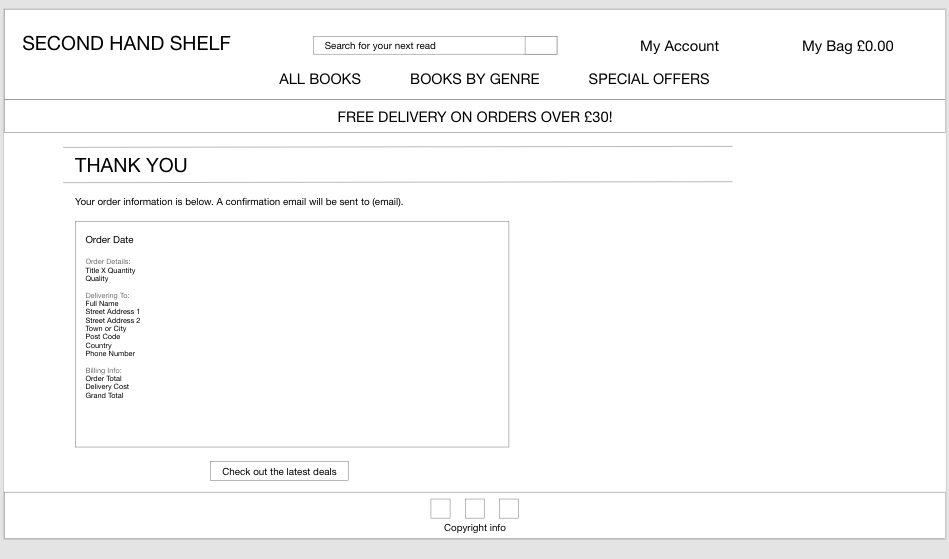 SECOND HAND SHELF
Search for your next read
My Account
My Bag £0.00
ALL BOOKS
BOOKS BY GENRE
SPECIAL OFFERS
FREE DELIVERY ON ORDERS OVER £30!
THANK YOU
Your order information is below. A confirmation email will be sent to (email).
Order Date
Order Details:
Title X Quantity
Quality
Delivering To:
Full Name
Street Address 1
Street Address 2
Town or City
Post Code
Country
Phone Number
Billing Info:
Order Total
Delivery Cost
Grand Total
Check out the latest deals
Copyright info